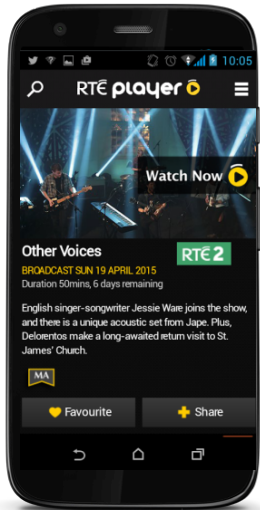 10:05
RTÉ player
Watch Now
Other Voices
RTÉ 2
BROADCAST SUN 19 APRIL 2015
Duration 50mins, 6 days remaining
English singer-songwriter Jessie Ware joins the show,
and there is a unique acoustic set from Jape. Plus,
Delorentos make a long-awaited return visit to St.
James' Church.
MA
Favourite
Share